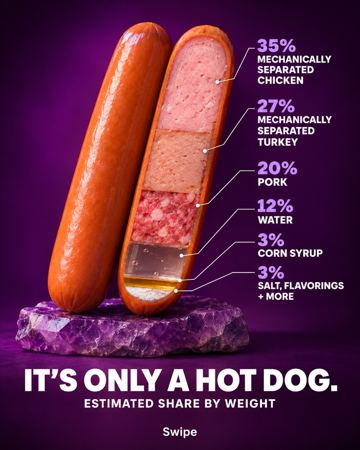 35%
MECHANICALLY
SEPARATED
CHICKEN
27%
MECHANICALLY
SEPARATED
TURKEY
20%
PORK
12%
WATER
3%
CORN SYRUP
3%
SALT, FLAVORINGS
+ MORE
IT'S ONLY A HOT DOG.
ESTIMATED SHARE BY WEIGHT
Swipe